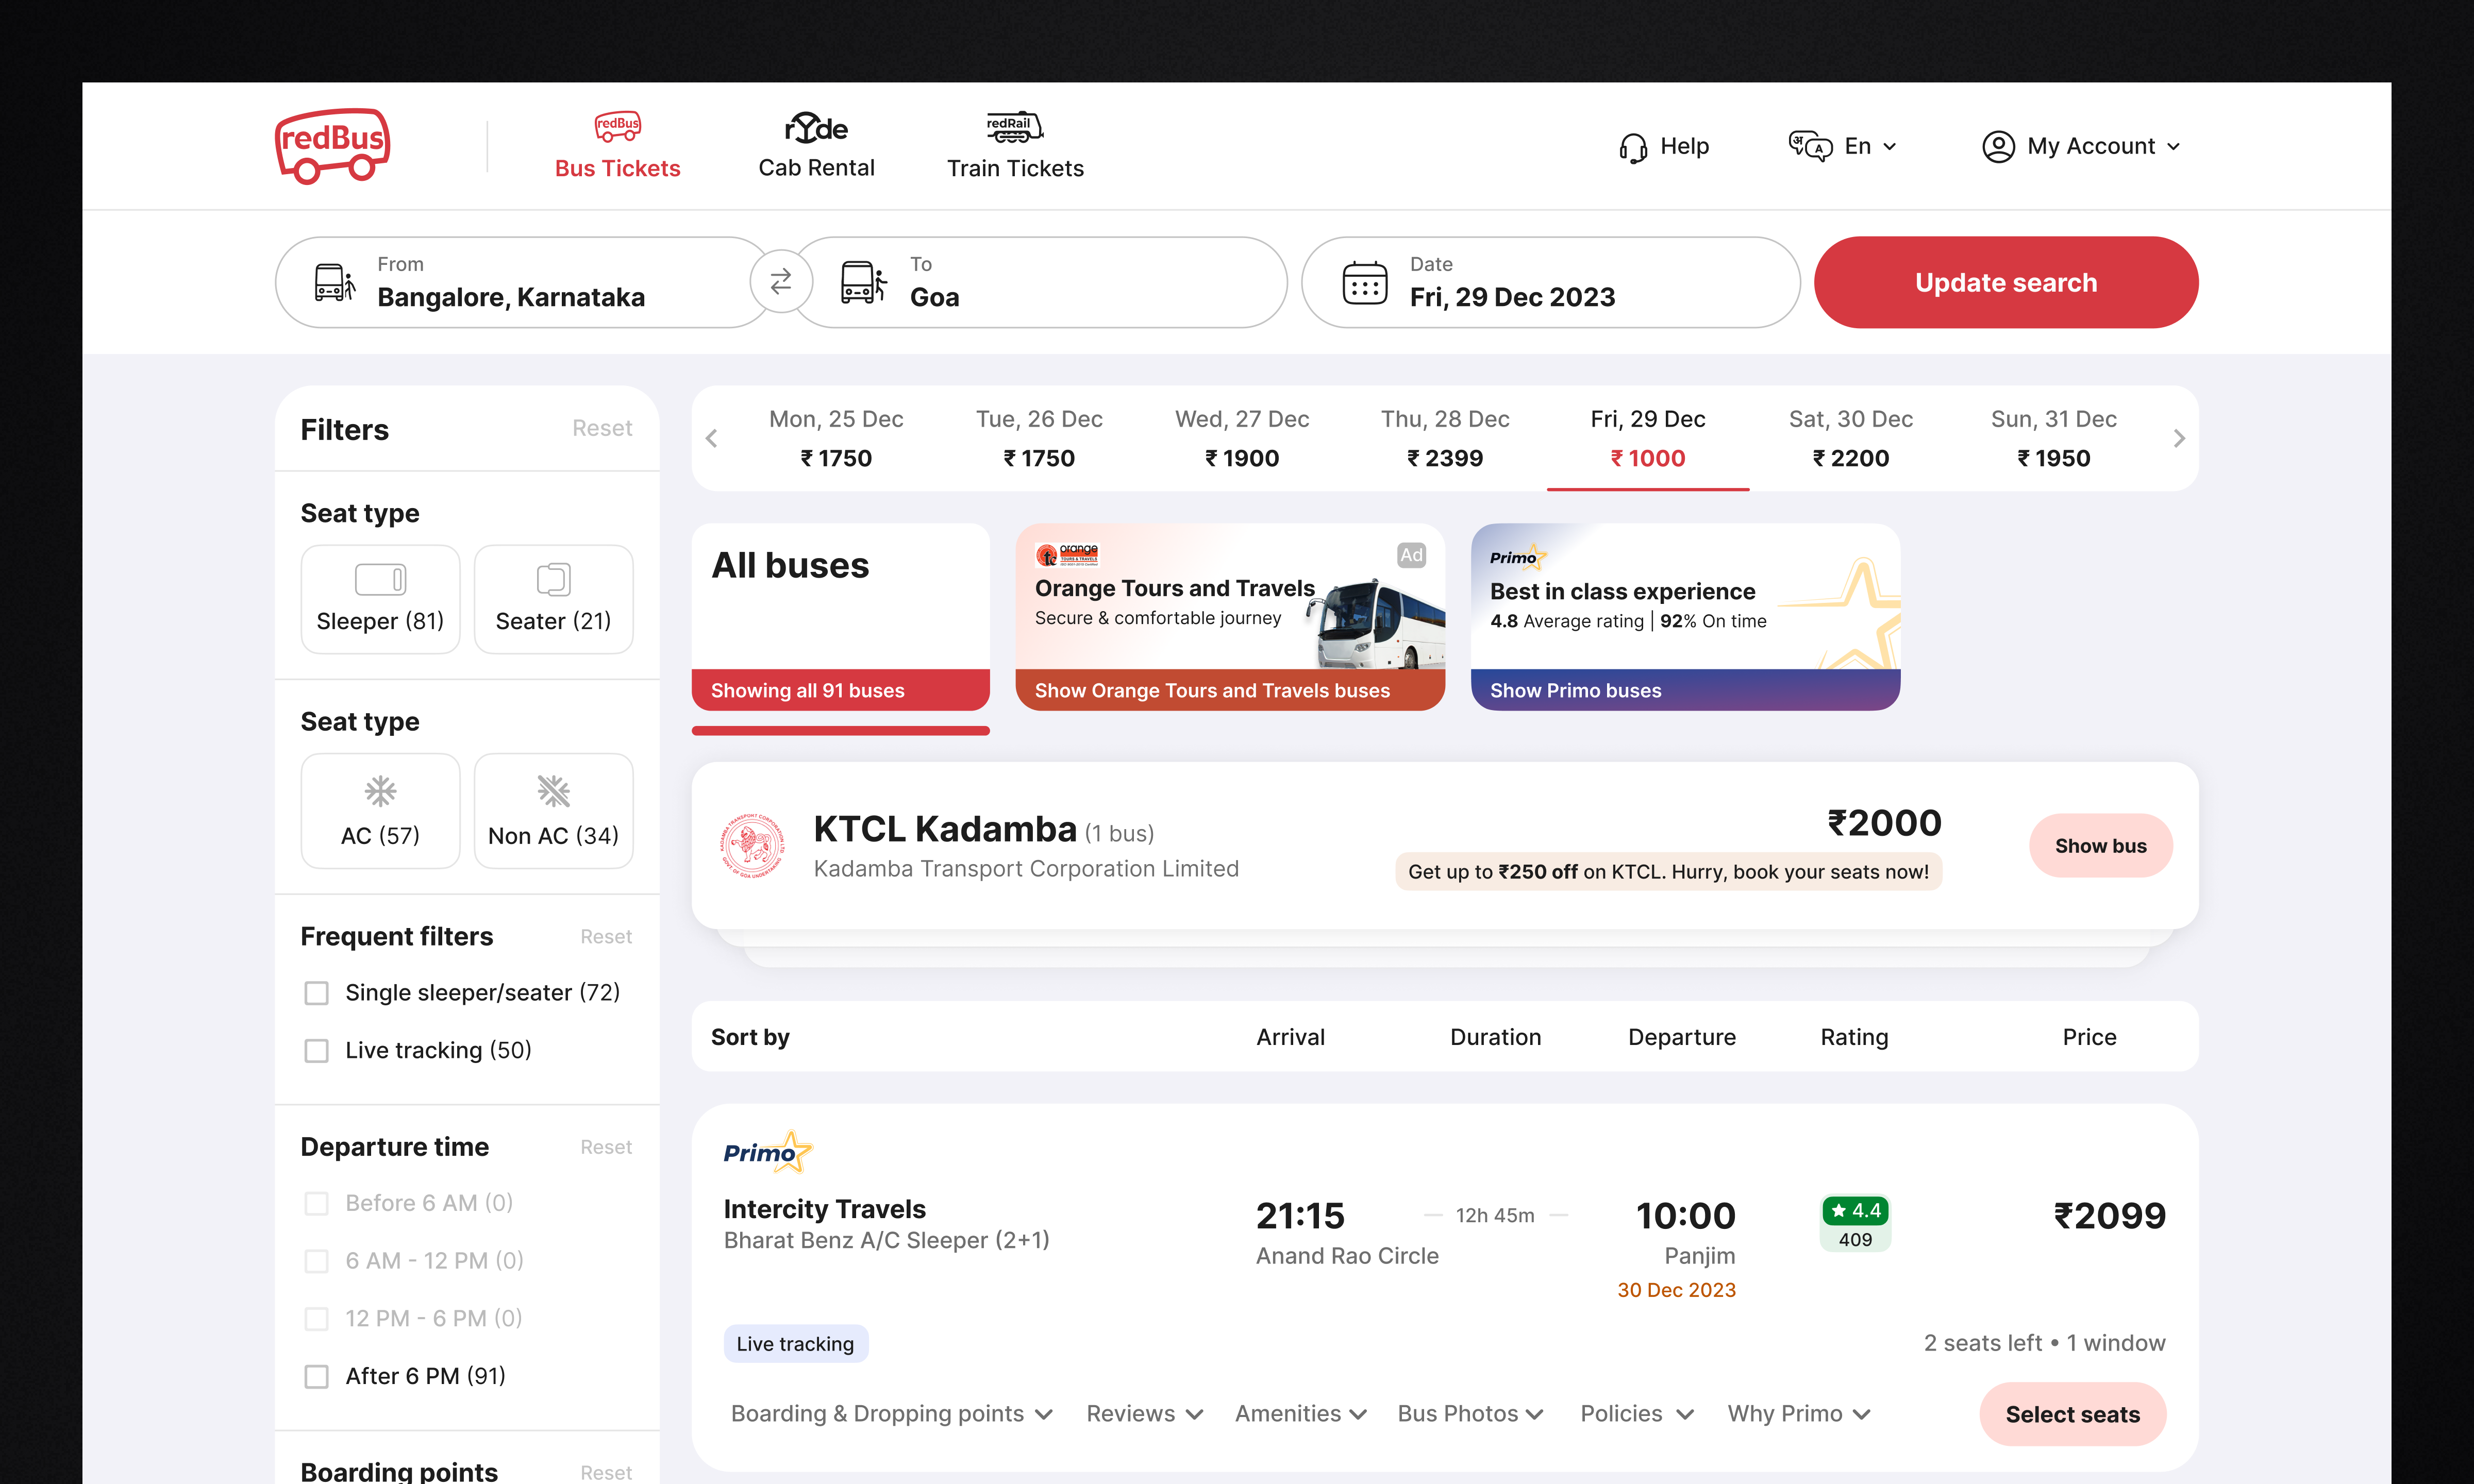 redBus
redBus
Bus Tickets
ryde
Cab Rental
redRail
Train Tickets
Help
अ A
En
My Account
From
Bangalore, Karnataka
To
Goa
Date
Fri, 29 Dec 2023
Update search
Filters
Reset
Seat type
Sleeper (81)
Seater (21)
Seat type
AC (57)
Non AC (34)
Frequent filters
Reset
Single sleeper/seater (72)
Live tracking (50)
Departure time
Reset
Before 6 AM (0)
6 AM - 12 PM (0)
12 PM - 6 PM (0)
After 6 PM (91)
Boarding points
Reset
Mon, 25 Dec
₹ 1750
Tue, 26 Dec
₹ 1750
Wed, 27 Dec
₹ 1900
Thu, 28 Dec
₹ 2399
Fri, 29 Dec
₹ 1000
Sat, 30 Dec
₹ 2200
Sun, 31 Dec
₹ 1950
All buses
Showing all 91 buses
orange
TOURS & TRAVELS
Ad
Orange Tours and Travels
Secure & comfortable journey
Show Orange Tours and Travels buses
Primo
Best in class experience
4.8 Average rating | 92% On time
Show Primo buses
KADAMBA TRANSPORT CORPORATION LTD.
GOVT. OF GOA UNDERTAKING
KTCL Kadamba (1 bus)
Kadamba Transport Corporation Limited
₹2000
Get up to ₹250 off on KTCL. Hurry, book your seats now!
Show bus
Sort by
Arrival
Duration
Departure
Rating
Price
Primo
Intercity Travels
Bharat Benz A/C Sleeper (2+1)
21:15
Anand Rao Circle
12h 45m
10:00
Panjim
30 Dec 2023
4.4
409
₹2099
Live tracking
2 seats left • 1 window
Boarding & Dropping points
Reviews
Amenities
Bus Photos
Policies
Why Primo
Select seats